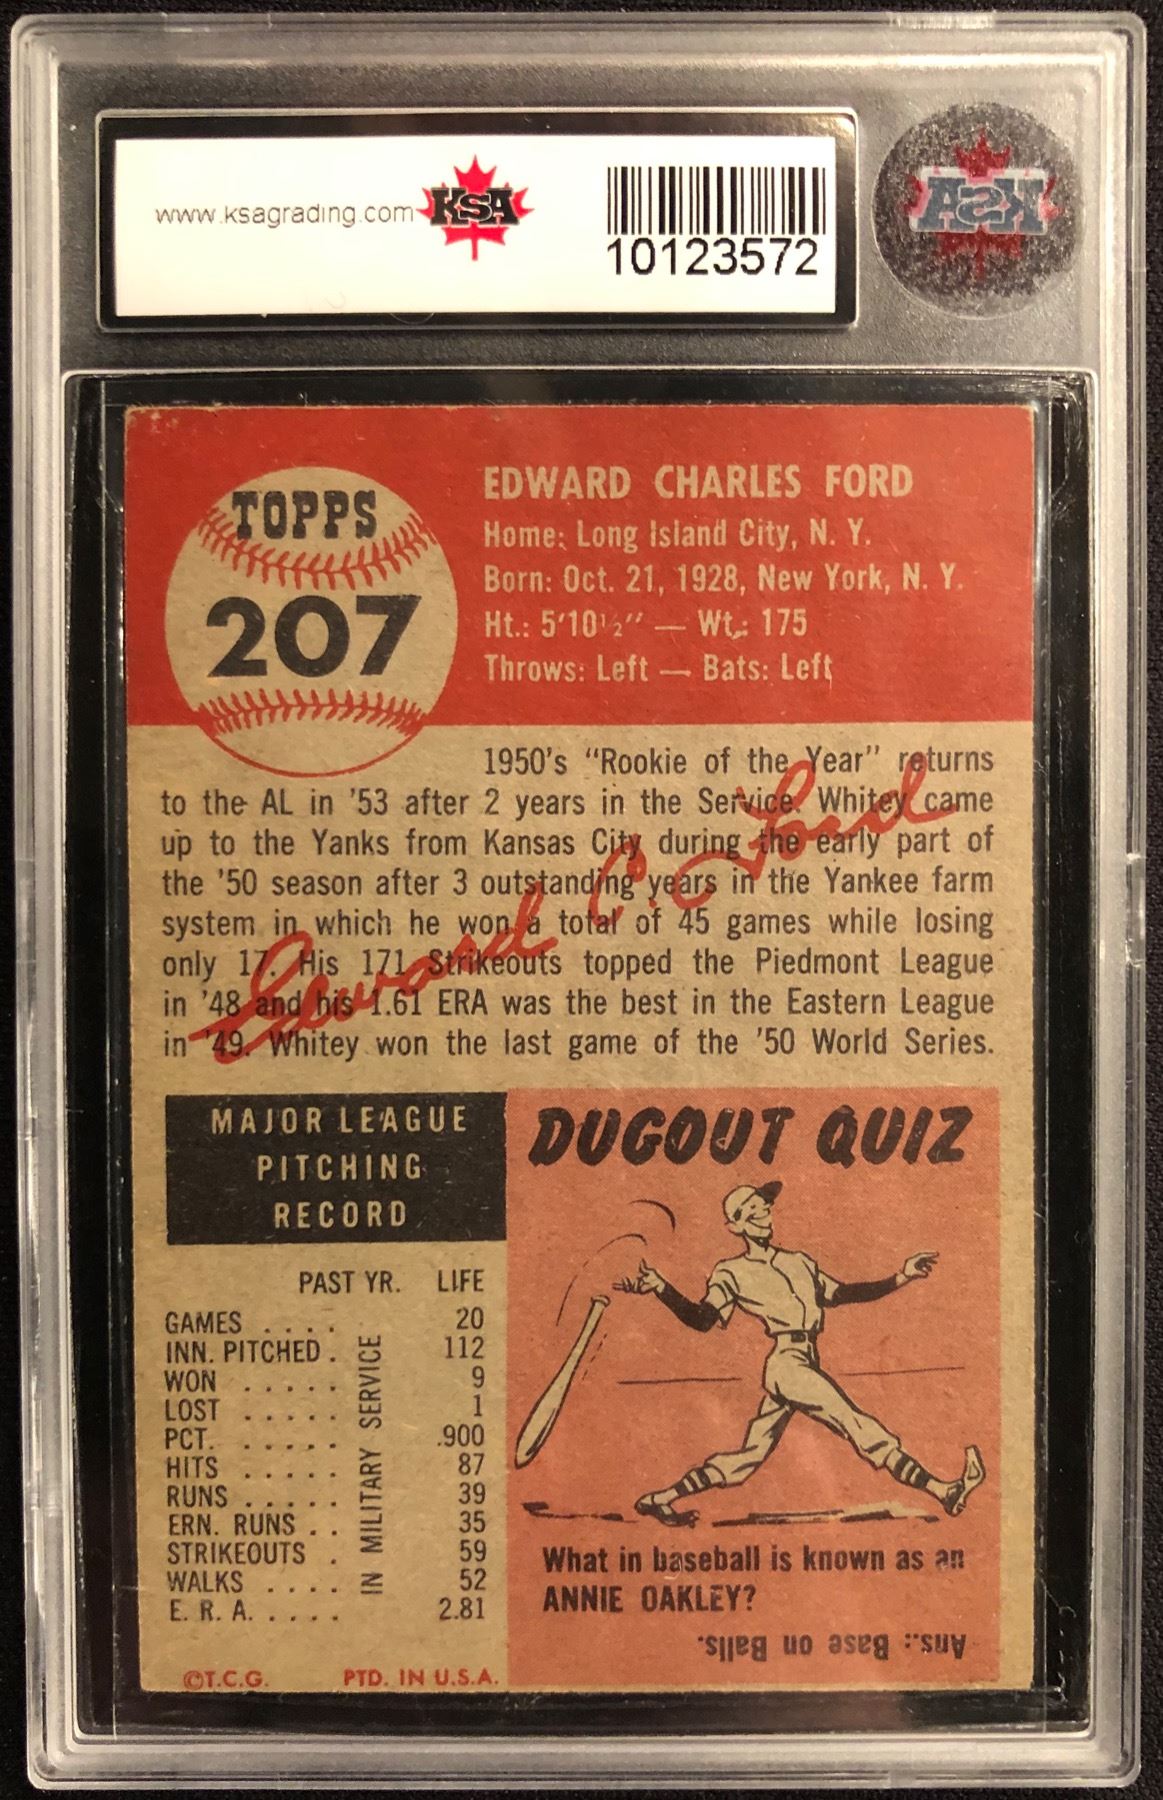 www.ksagrading.com KSA
10123572
KSA
TOPPS
207
EDWARD CHARLES FORD
Home: Long Island City, N. Y.
Born: Oct. 21, 1928, New York, N. Y.
Ht.: 5'10½" — Wt.: 175
Throws: Left — Bats: Left
1950's "Rookie of the Year" returns
to the AL in '53 after 2 years in the Service. Whitey came
up to the Yanks from Kansas City during the early part of
the '50 season after 3 outstanding years in the Yankee farm
system in which he won a total of 45 games while losing
only 17. His 171 Strikeouts topped the Piedmont League
in '48 and his 1.61 ERA was the best in the Eastern League
in '49. Whitey won the last game of the '50 World Series.
Edward C. Ford
MAJOR LEAGUE
PITCHING
RECORD
PAST YR. LIFE
GAMES .... 20
INN. PITCHED . 112
WON ..... 9
LOST ..... 1
PCT. ..... .900
HITS ..... 87
RUNS ..... 39
ERN. RUNS .. 35
STRIKEOUTS . 59
WALKS .... 52
E. R. A. .... 2.81
IN MILITARY SERVICE
©T.C.G. PTD. IN U.S.A.
DUGOUT QUIZ
What in baseball is known as an
ANNIE OAKLEY?
Ans.: Base on Balls.